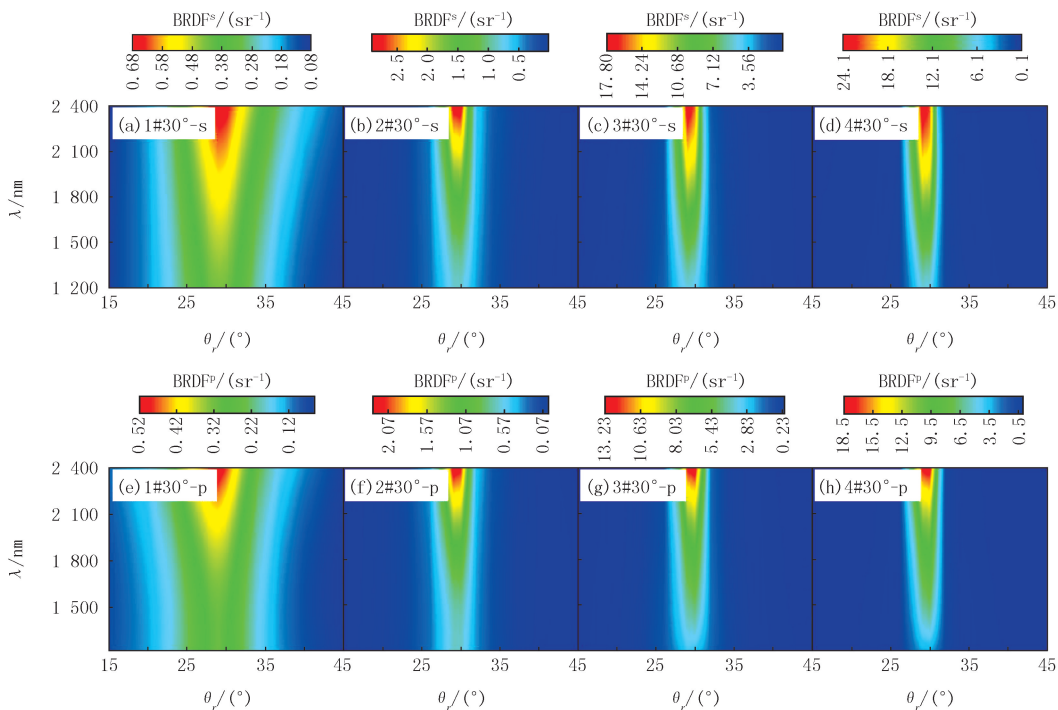 BRDFˢ/(sr⁻¹) BRDFˢ/(sr⁻¹) BRDFˢ/(sr⁻¹) BRDFˢ/(sr⁻¹)
0.68 0.58 0.48 0.38 0.28 0.18 0.08 2.5 2.0 1.5 1.0 0.5 17.80 14.24 10.68 7.12 3.56 24.1 18.1 12.1 6.1 0.1
2 400
(a)1#30°-s (b)2#30°-s (c)3#30°-s (d)4#30°-s
2 100
λ/nm
1 800
1 500
1 200
15 25 35 45 25 35 45 25 35 45 25 35 45
θr/(°) θr/(°) θr/(°) θr/(°)
BRDFᵖ/(sr⁻¹) BRDFᵖ/(sr⁻¹) BRDFᵖ/(sr⁻¹) BRDFᵖ/(sr⁻¹)
0.52 0.42 0.32 0.22 0.12 2.07 1.57 1.07 0.57 0.07 13.23 10.63 8.03 5.43 2.83 0.23 18.5 15.5 12.5 9.5 6.5 3.5 0.5
2 400
(e)1#30°-p (f)2#30°-p (g)3#30°-p (h)4#30°-p
2 100
λ/nm
1 800
1 500
15 25 35 45 25 35 45 25 35 45 25 35 45
θr/(°) θr/(°) θr/(°) θr/(°)